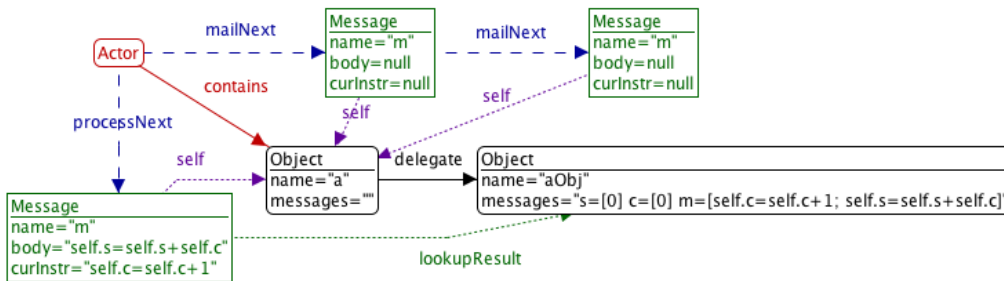 Message
name="m"
body=null
curInstr=null
Message
name="m"
body=null
curInstr=null
mailNext
mailNext
Actor
contains
self
self
processNext
self
Object
name="a"
messages=""
delegate
Object
name="aObj"
messages="s=[0] c=[0] m=[self.c=self.c+1; self.s=self.s+self.c]"
Message
name="m"
body="self.s=self.s+self.c"
curInstr="self.c=self.c+1"
lookupResult